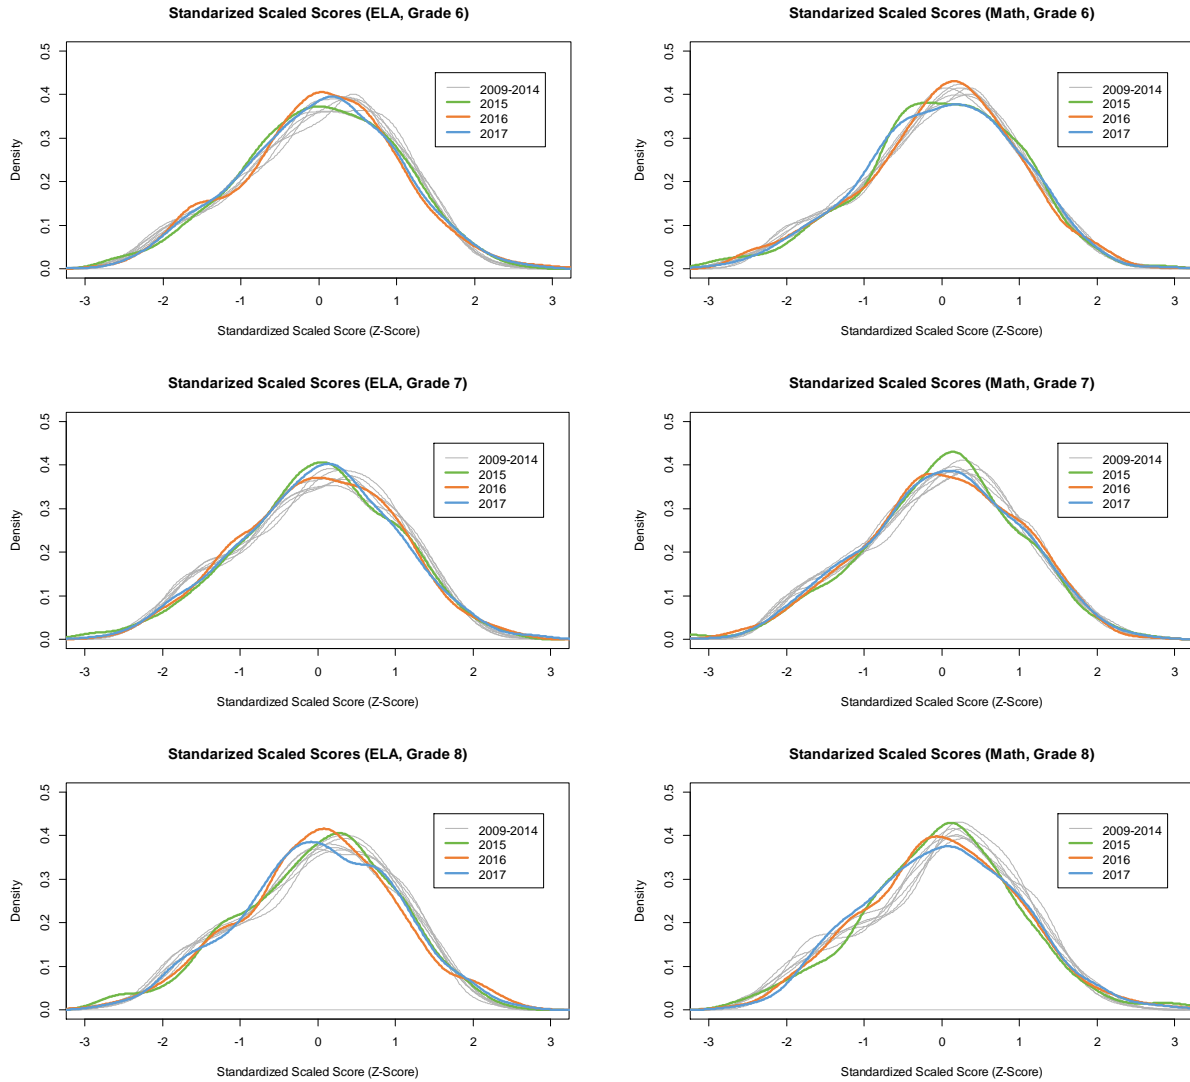 Standarized Scaled Scores (ELA, Grade 6)
0.5
0.4
0.3
0.2
0.1
0.0
Density
2009-2014
2015
2016
2017
-3 -2 -1 0 1 2 3
Standardized Scaled Score (Z-Score)
Standarized Scaled Scores (Math, Grade 6)
0.5
0.4
0.3
0.2
0.1
0.0
Density
2009-2014
2015
2016
2017
-3 -2 -1 0 1 2 3
Standardized Scaled Score (Z-Score)
Standarized Scaled Scores (ELA, Grade 7)
0.5
0.4
0.3
0.2
0.1
0.0
Density
2009-2014
2015
2016
2017
-3 -2 -1 0 1 2 3
Standardized Scaled Score (Z-Score)
Standarized Scaled Scores (Math, Grade 7)
0.5
0.4
0.3
0.2
0.1
0.0
Density
2009-2014
2015
2016
2017
-3 -2 -1 0 1 2 3
Standardized Scaled Score (Z-Score)
Standarized Scaled Scores (ELA, Grade 8)
0.5
0.4
0.3
0.2
0.1
0.0
Density
2009-2014
2015
2016
2017
-3 -2 -1 0 1 2 3
Standardized Scaled Score (Z-Score)
Standarized Scaled Scores (Math, Grade 8)
0.5
0.4
0.3
0.2
0.1
0.0
Density
2009-2014
2015
2016
2017
-3 -2 -1 0 1 2 3
Standardized Scaled Score (Z-Score)